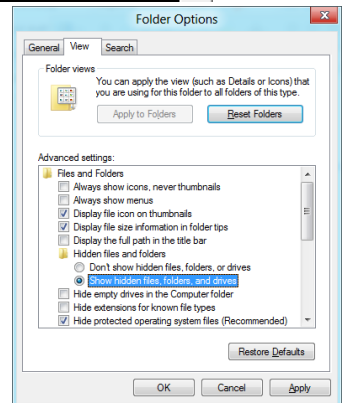 Folder Options
General View Search
Folder views
You can apply the view (such as Details or Icons) that
you are using for this folder to all folders of this type.
Apply to Folders Reset Folders
Advanced settings:
Files and Folders
Always show icons, never thumbnails
Always show menus
Display file icon on thumbnails
Display file size information in folder tips
Display the full path in the title bar
Hidden files and folders
Don't show hidden files, folders, or drives
Show hidden files, folders, and drives
Hide empty drives in the Computer folder
Hide extensions for known file types
Hide protected operating system files (Recommended)
Restore Defaults
OK Cancel Apply